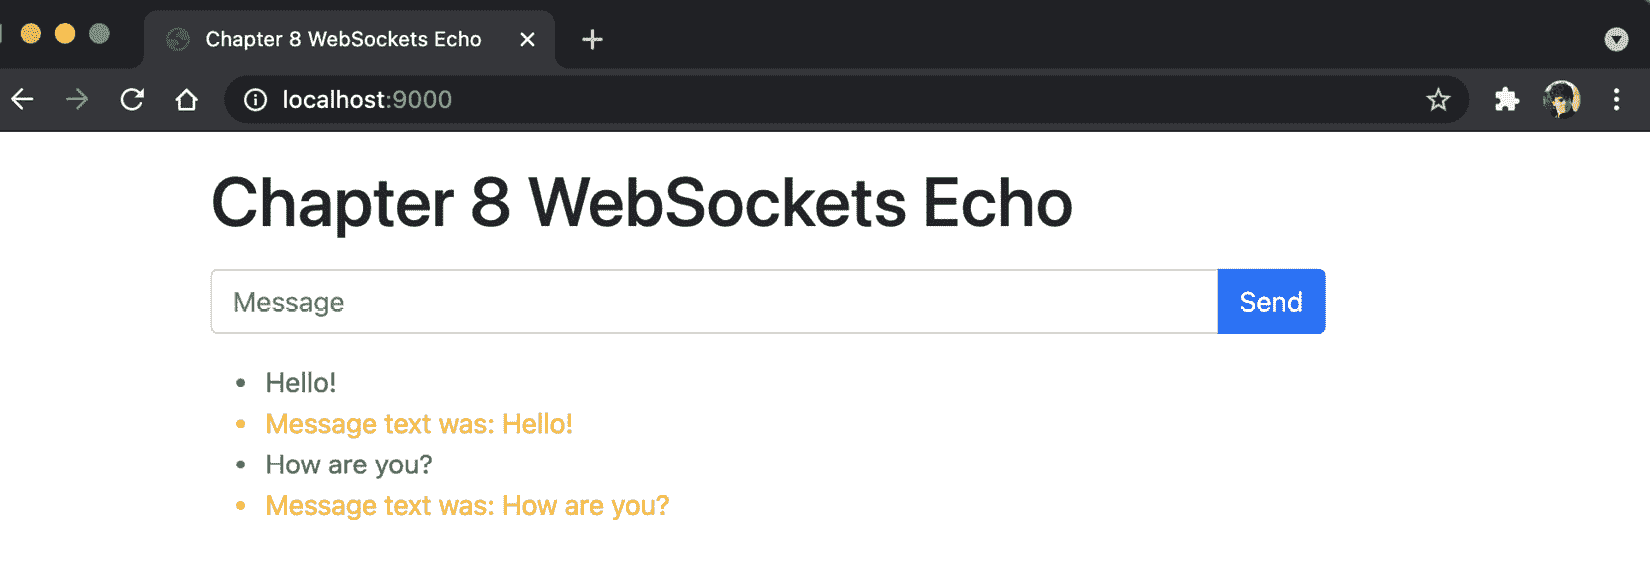 Chapter 8 WebSockets Echo
localhost:9000
Chapter 8 WebSockets Echo
Message
Send
Hello!
Message text was: Hello!
How are you?
Message text was: How are you?